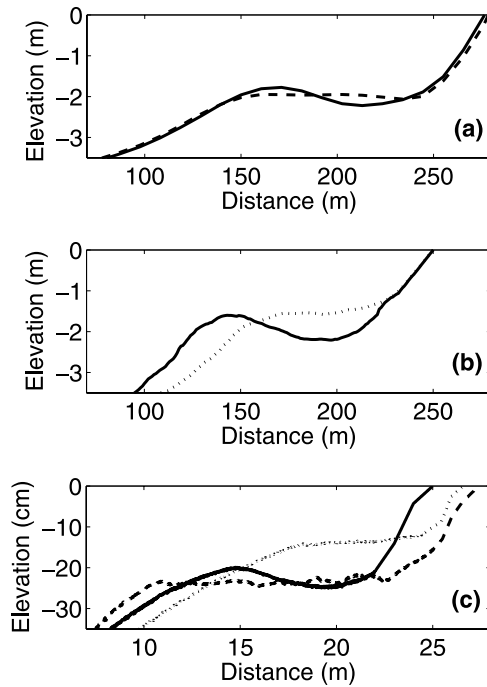 0
−1
−2
−3
Elevation (m)
(a)
100 150 200 250
Distance (m)
0
−1
−2
−3
Elevation (m)
(b)
100 150 200 250
Distance (m)
0
−10
−20
−30
Elevation (cm)
(c)
10 15 20 25
Distance (m)